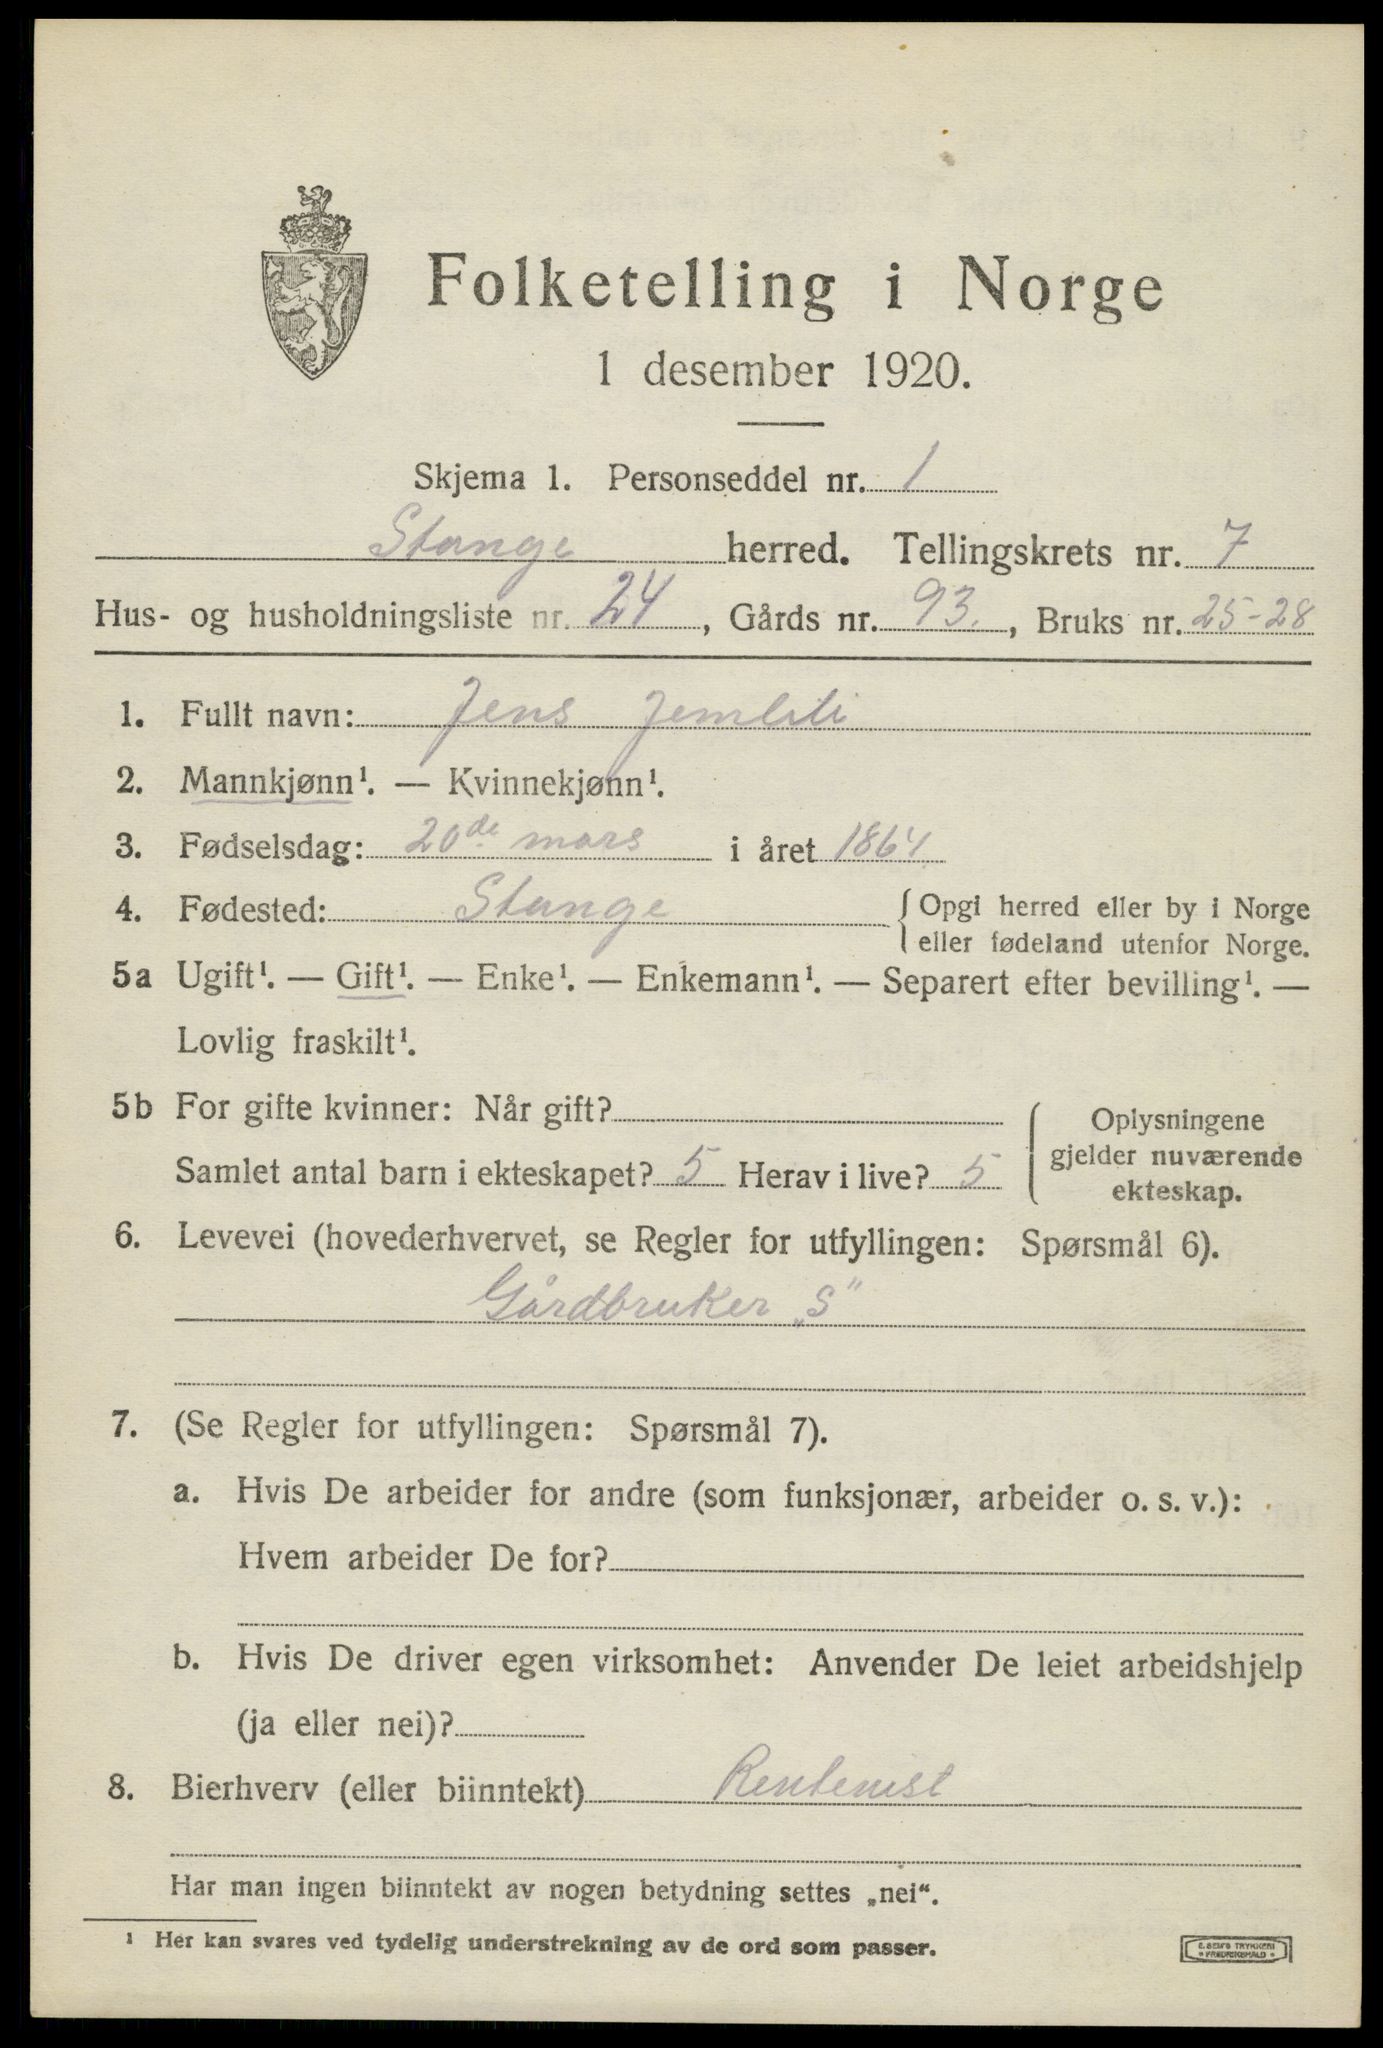 Folketelling i Norge
1 desember 1920.
Skjema 1. Personseddel nr. 1
Stange herred. Tellingskrets nr. 7
Hus- og husholdningsliste nr. 24, Gårds nr. 93., Bruks nr. 25-28
1. Fullt navn: Jens Jemlili
2. Mannkjønn¹. — Kvinnekjønn¹.
3. Fødselsdag: 20de mars i året 1864
4. Fødested: Stange { Opgi herred eller by i Norge
eller fødeland utenfor Norge.
5a Ugift¹. — Gift¹. — Enke¹. — Enkemann¹. — Separert efter bevilling¹. —
Lovlig fraskilt¹.
5b For gifte kvinner: Når gift?
Samlet antal barn i ekteskapet? 5 Herav i live? 5
Oplysningene
gjelder nuværende
ekteskap.
6. Levevei (hovederhvervet, se Regler for utfyllingen: Spørsmål 6).
Gårdbruker „S”
7. (Se Regler for utfyllingen: Spørsmål 7).
a. Hvis De arbeider for andre (som funksjonær, arbeider o. s. v.):
Hvem arbeider De for?
b. Hvis De driver egen virksomhet: Anvender De leiet arbeidshjelp
(ja eller nei)?
8. Bierhverv (eller biinntekt) Rentenist
Har man ingen biinntekt av nogen betydning settes „nei“.
¹ Her kan svares ved tydelig understrekning av de ord som passer.
E. SEM'S TRYKKERI
FREDRIKSHALD